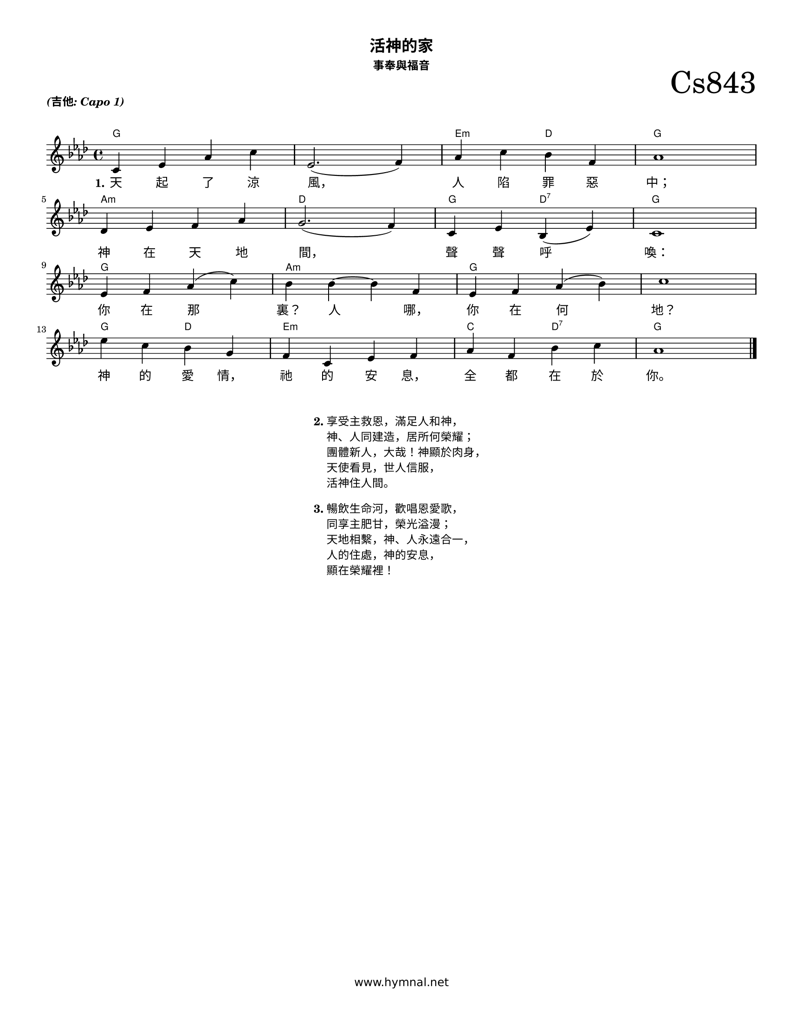 活神的家
事奉與福音
Cs843
(吉他: Capo 1)
G Em D G
1. 天 起 了 涼 風， 人 陷 罪 惡 中；
5 Am D G D7 G
神 在 天 地 間， 聲 聲 呼 喚：
9 G Am G
你 在 那 裏？ 人 哪， 你 在 何 地？
13 G D Em C D7 G
神 的 愛 情， 祂 的 安 息， 全 都 在 於 你。
2. 享受主救恩，滿足人和神，
神、人同建造，居所何榮耀；
團體新人，大哉！神顯於肉身，
天使看見，世人信服，
活神住人間。
3. 暢飲生命河，歡唱恩愛歌，
同享主肥甘，榮光溢漫；
天地相繫，神、人永遠合一，
人的住處，神的安息，
顯在榮耀裡！
www.hymnal.net